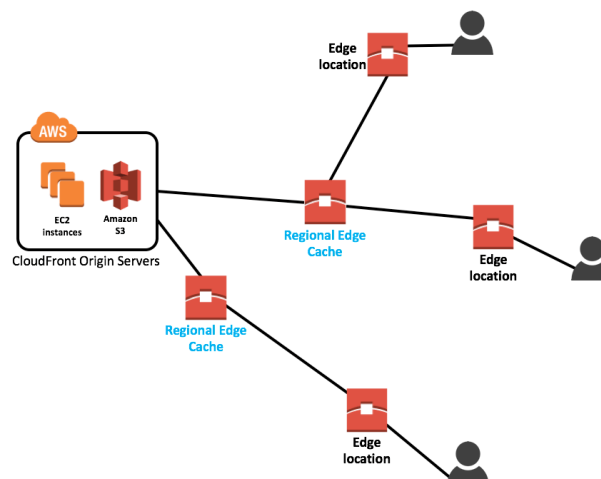 Edge
location
AWS
EC2
instances
Amazon
S3
CloudFront Origin Servers
Regional Edge
Cache
Edge
location
Regional Edge
Cache
Edge
location